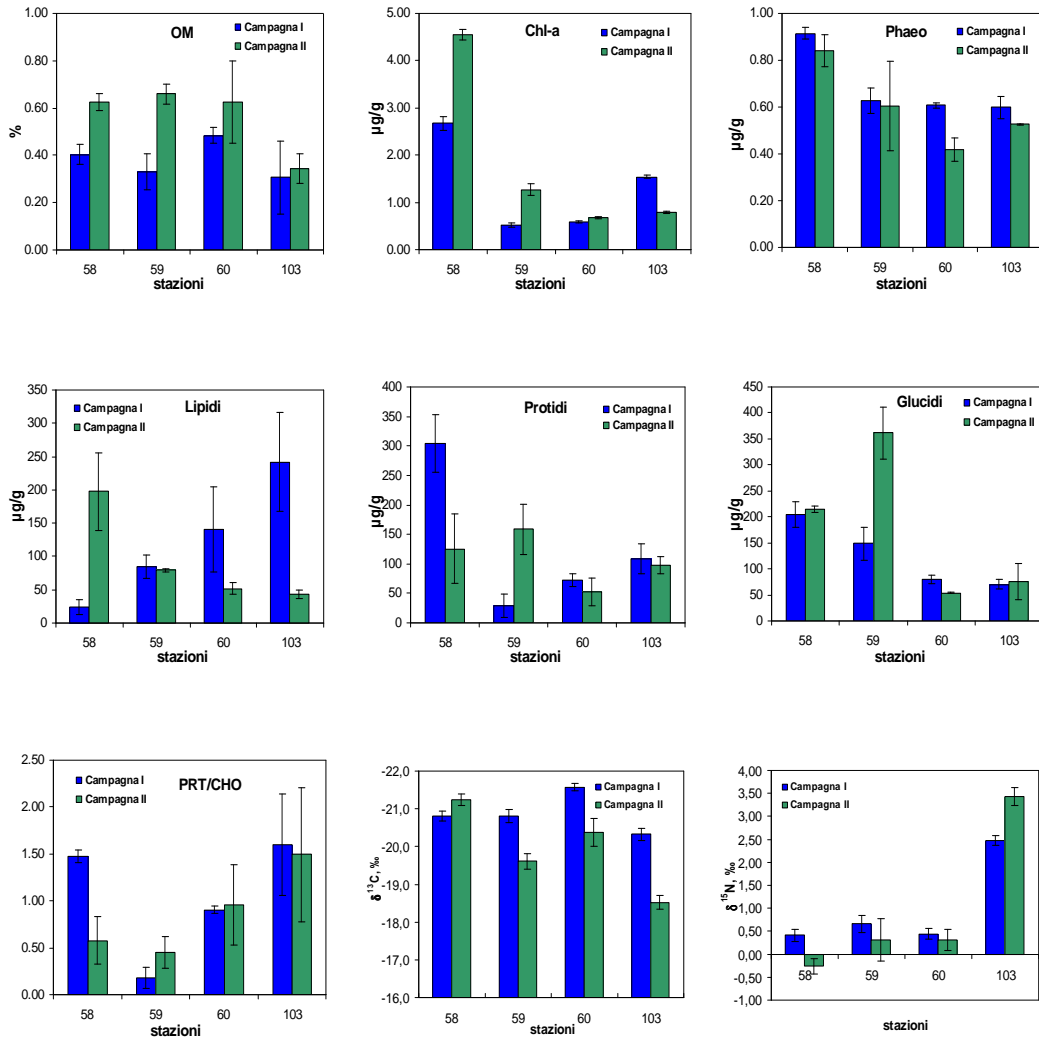 OM
Campagna I
Campagna II
%
1.00
0.80
0.60
0.40
0.20
0.00
58 59 60 103
stazioni
Chl-a
Campagna I
Campagna II
µg/g
5.00
4.00
3.00
2.00
1.00
0.00
58 59 60 103
stazioni
Phaeo
Campagna I
Campagna II
µg/g
1.00
0.80
0.60
0.40
0.20
0.00
58 59 60 103
stazioni
Lipidi
Campagna I
Campagna II
µg/g
350
300
250
200
150
100
50
0
58 59 60 103
stazioni
Protidi
Campagna I
Campagna II
µg/g
400
350
300
250
200
150
100
50
0
58 59 60 103
stazioni
Glucidi
Campagna I
Campagna II
µg/g
450
400
350
300
250
200
150
100
50
0
58 59 60 103
stazioni
PRT/CHO
Campagna I
Campagna II
2.50
2.00
1.50
1.00
0.50
0.00
58 59 60 103
stazioni
Campagna I
Campagna II
δ ¹³C, ‰
-22,0
-21,0
-20,0
-19,0
-18,0
-17,0
-16,0
58 59 60 103
stazioni
Campagna I
Campagna II
δ ¹⁵N, ‰
4,00
3,50
3,00
2,50
2,00
1,50
1,00
0,50
0,00
-0,50
-1,00
58 59 60 103
stazioni